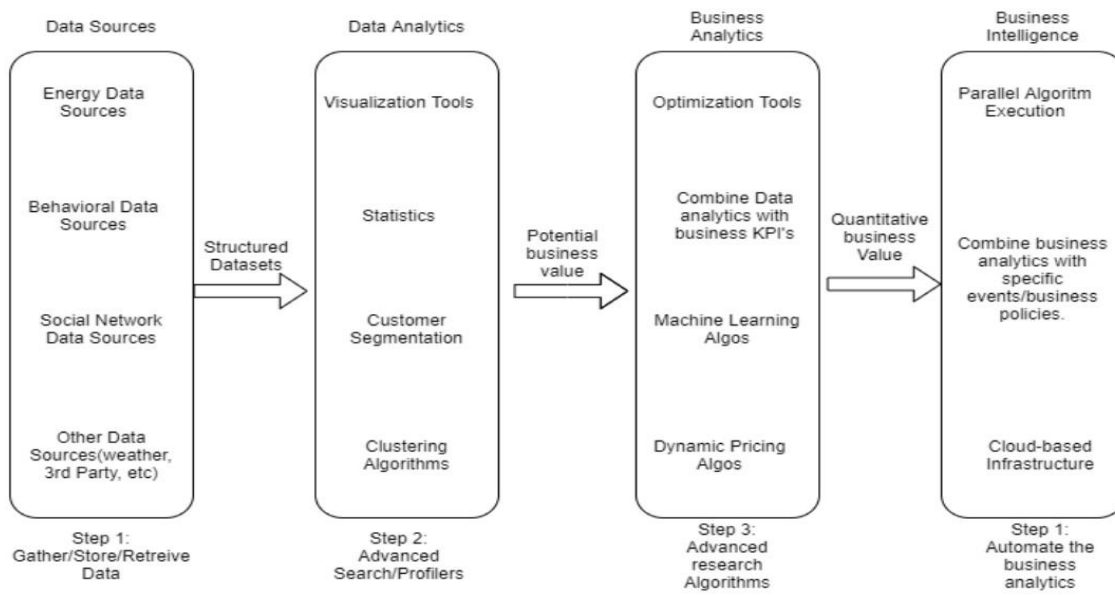 Data Sources
Energy Data
Sources
Behavioral Data
Sources
Social Network
Data Sources
Other Data
Sources(weather,
3rd Party, etc)
Step 1:
Gather/Store/Retreive
Data
Structured
Datasets
Data Analytics
Visualization Tools
Statistics
Customer
Segmentation
Clustering
Algorithms
Step 2:
Advanced
Search/Profilers
Potential
business
value
Business
Analytics
Optimization Tools
Combine Data
analytics with
business KPI's
Machine Learning
Algos
Dynamic Pricing
Algos
Step 3:
Advanced
research
Algorithms
Quantitative
business
Value
Business
Intelligence
Parallel Algoritm
Execution
Combine business
analytics with
specific
events/business
policies.
Cloud-based
Infrastructure
Step 1:
Automate the
business
analytics